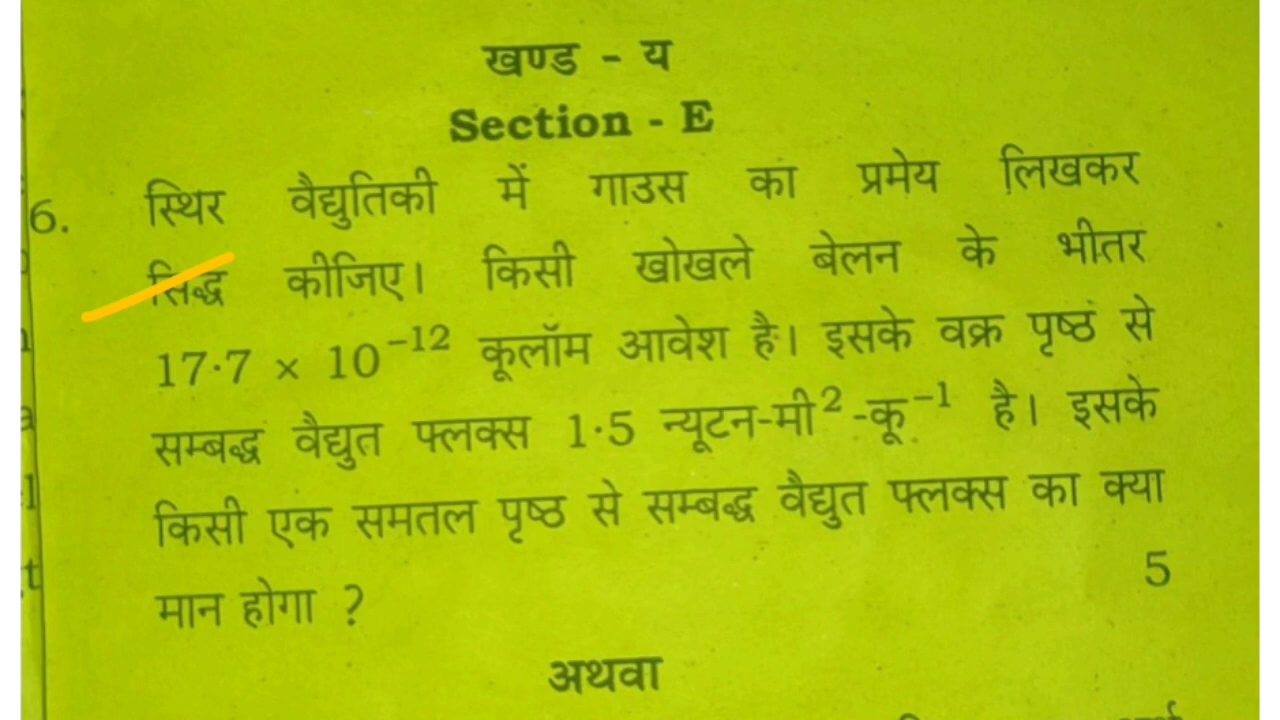 खण्ड - य
Section - E
6. स्थिर वैद्युतिकी में गाउस का प्रमेय लिखकर
सिद्ध कीजिए। किसी खोखले बेलन के भीतर
17·7 × 10⁻¹² कूलॉम आवेश है। इसके वक्र पृष्ठ से
सम्बद्ध वैद्युत फ्लक्स 1·5 न्यूटन-मी² -कू⁻¹ है। इसके
किसी एक समतल पृष्ठ से सम्बद्ध वैद्युत फ्लक्स का क्या
मान होगा ? 5
अथवा